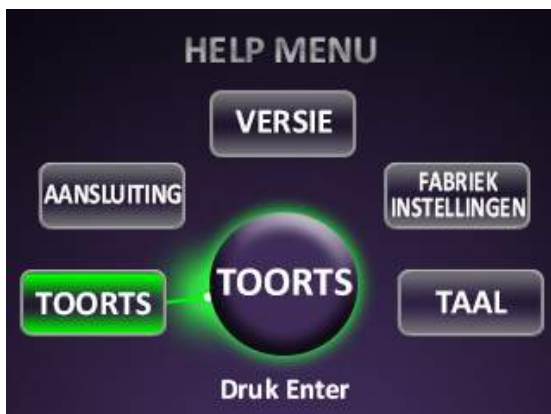 HELP MENU
VERSIE
AANSLUITING
FABRIEK
INSTELLINGEN
TOORTS
TOORTS
TAAL
Druk Enter